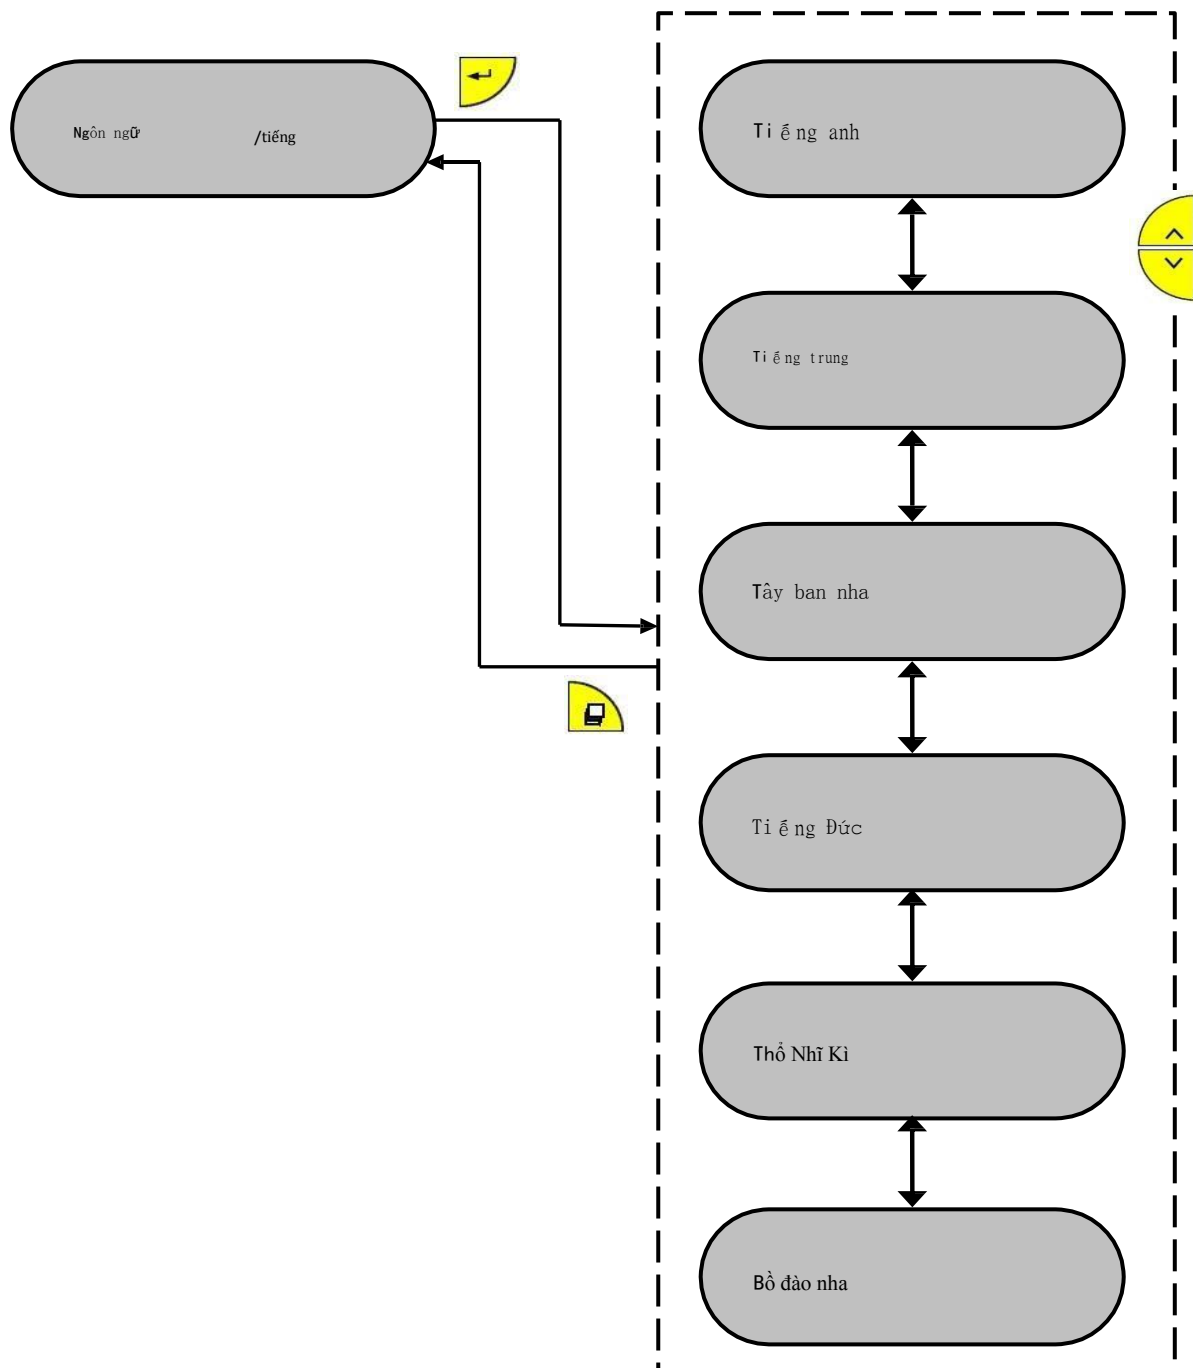 Ngôn ngữ /tiếng
Tiếng anh
Tiếng trung
Tây ban nha
Tiếng Đức
Thổ Nhĩ Kì
Bồ đào nha